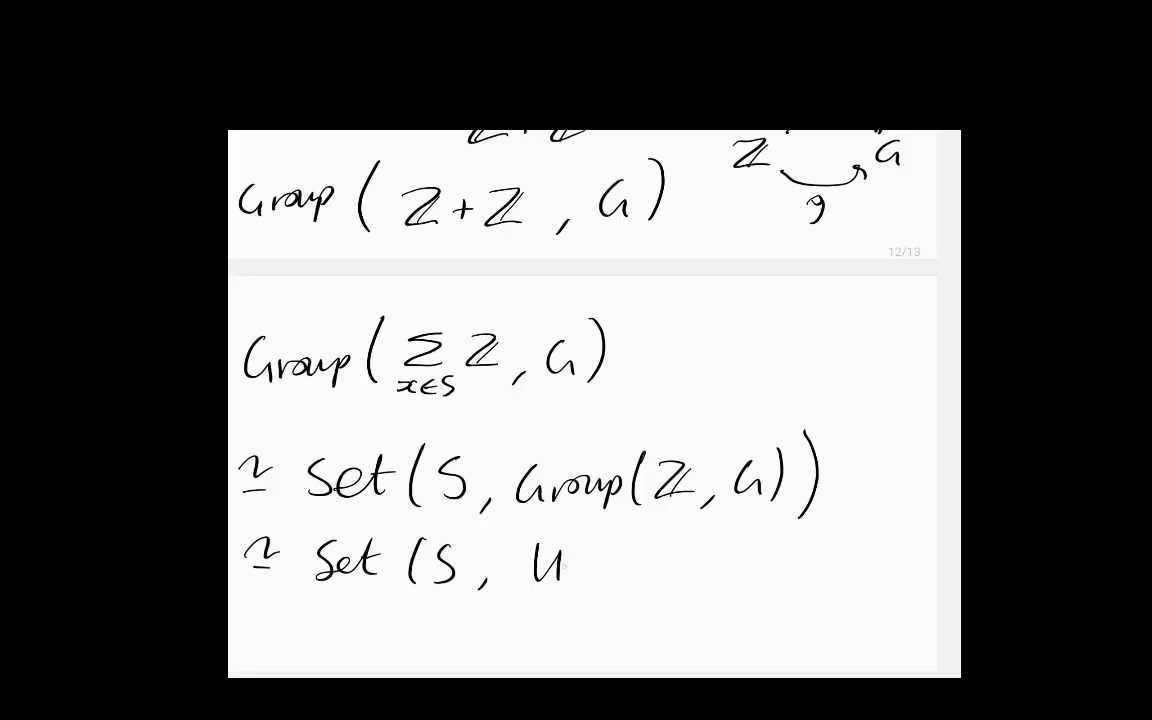 Z G
Group ( ℤ + ℤ , G ) g
12/13
Group ( Σ ℤ , G )
x∈S
≃ Set ( S , Group ( ℤ , G ) )
≃ Set ( S , U